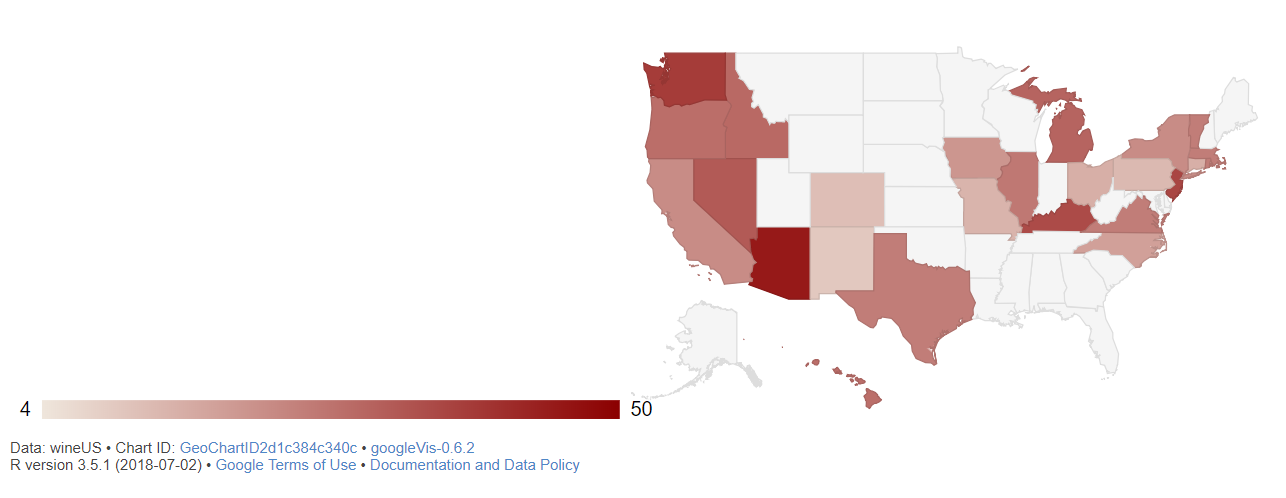 4 50
Data: wineUS • Chart ID: GeoChartID2d1c384c340c • googleVis-0.6.2
R version 3.5.1 (2018-07-02) • Google Terms of Use • Documentation and Data Policy